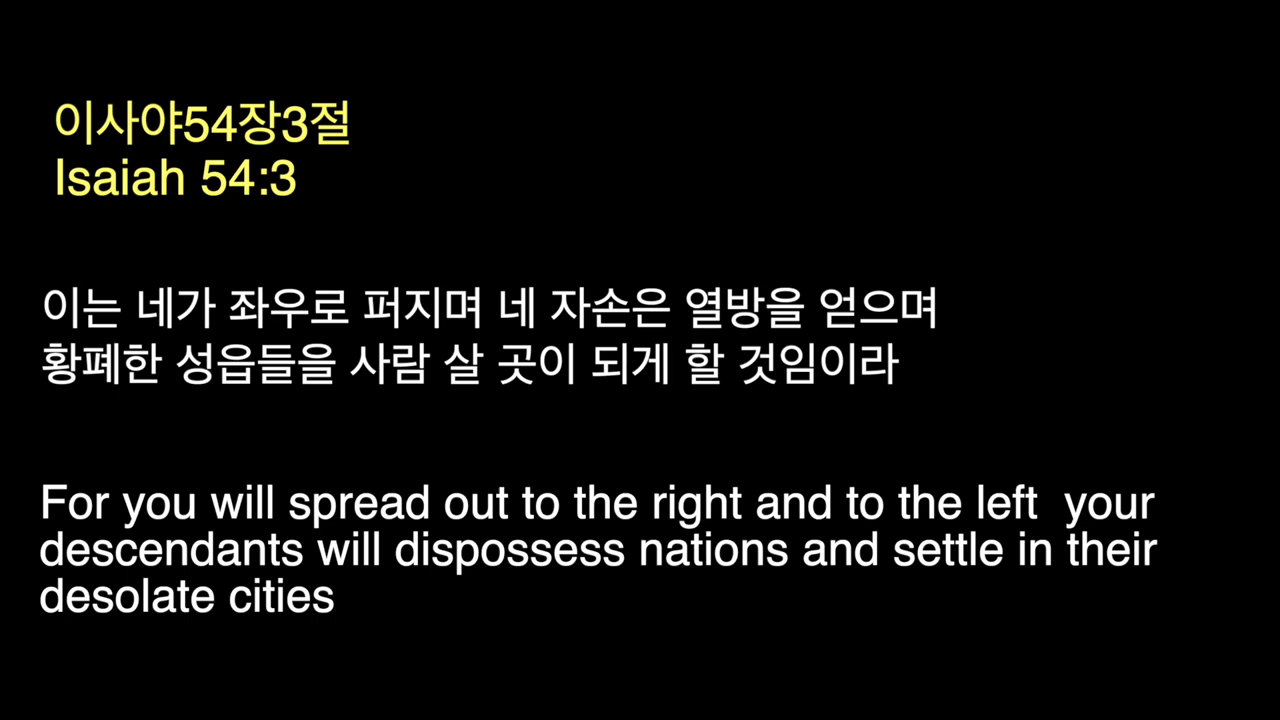 이사야54장3절
Isaiah 54:3
이는 네가 좌우로 퍼지며 네 자손은 열방을 얻으며
황폐한 성읍들을 사람 살 곳이 되게 할 것임이라
For you will spread out to the right and to the left  your
descendants will dispossess nations and settle in their
desolate cities